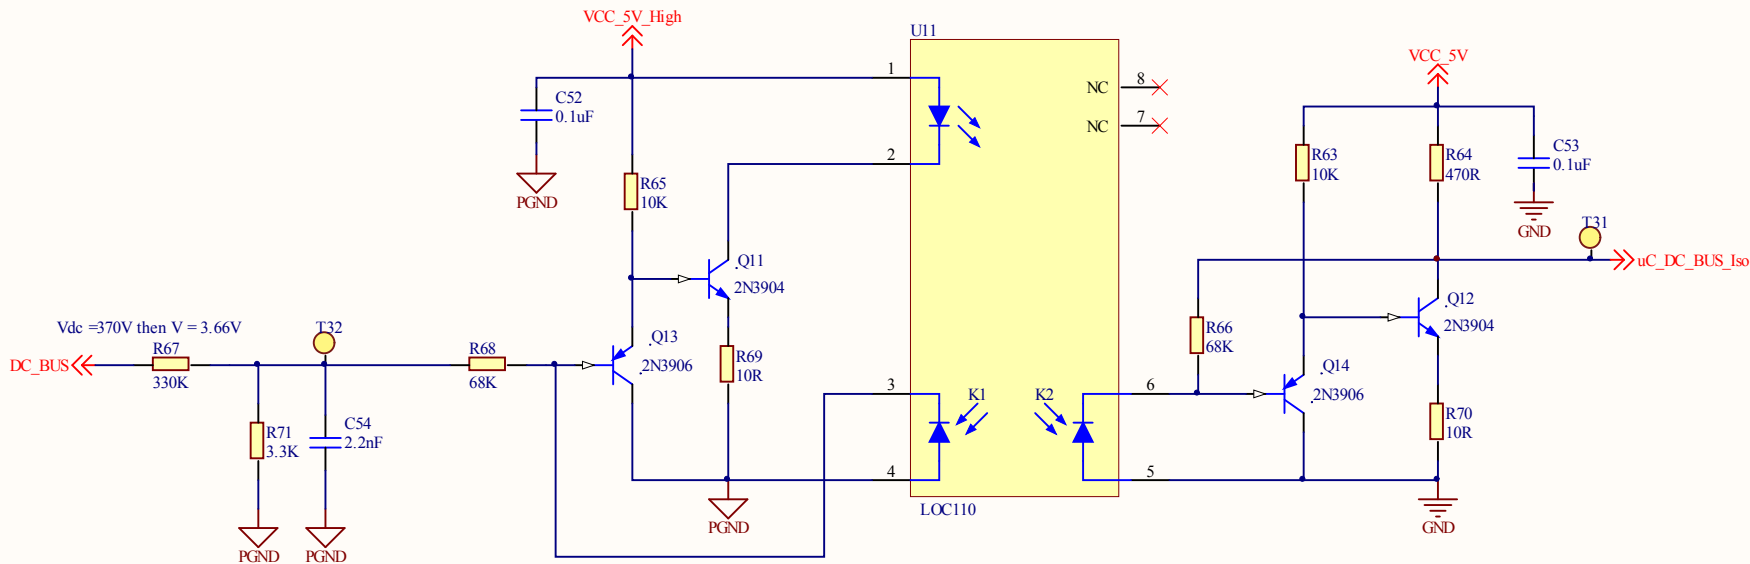 VCC_5V_High
U11
VCC_5V
1
8
NC
C52
0.1uF
7
NC
2
R63
10K
R64
470R
C53
0.1uF
R65
10K
PGND
T31
GND
.Q11
2N3904
uC_DC_BUS_Iso
.Q12
2N3904
Vdc =370V then V = 3.66V
T32
R66
68K
DC_BUS
R67
330K
R68
68K
.Q13
.2N3906
R69
10R
.Q14
.2N3906
3
K1
K2
6
R71
3.3K
C54
2.2nF
R70
10R
4
5
PGND
LOC110
GND
PGND
PGND